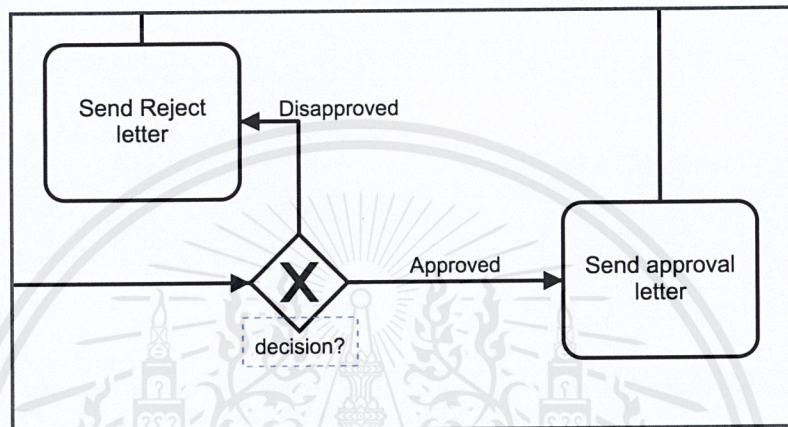 Send Reject
letter
Disapproved
Approved
Send approval
letter
X
decision?